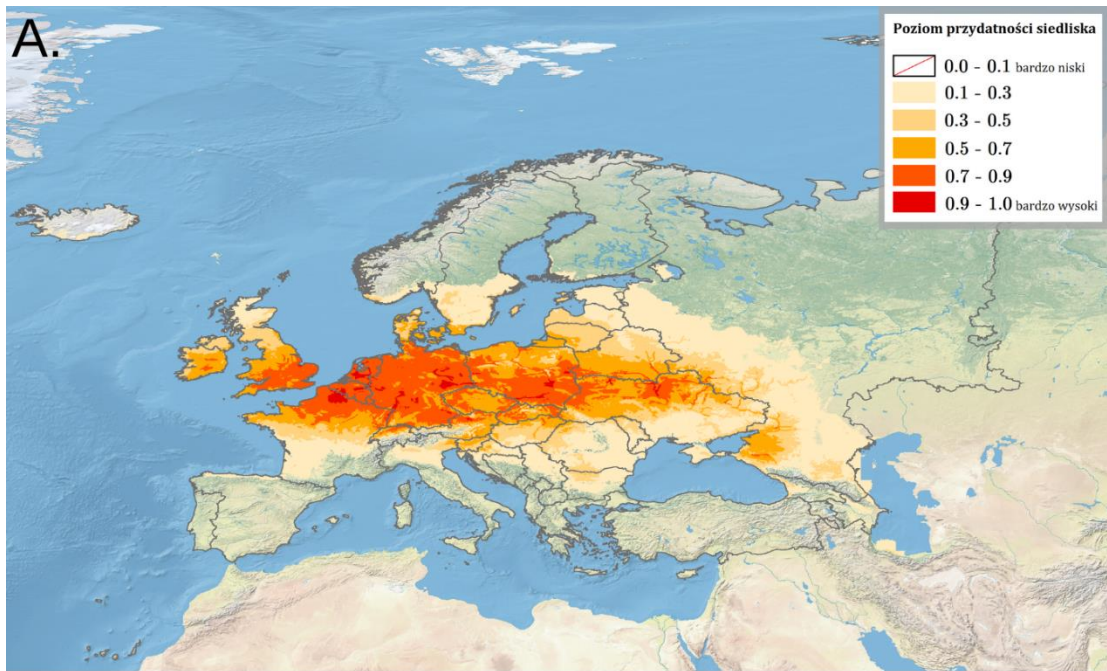 A.
Poziom przydatności siedliska
0.0 - 0.1 bardzo niski
0.1 - 0.3
0.3 - 0.5
0.5 - 0.7
0.7 - 0.9
0.9 - 1.0 bardzo wysoki